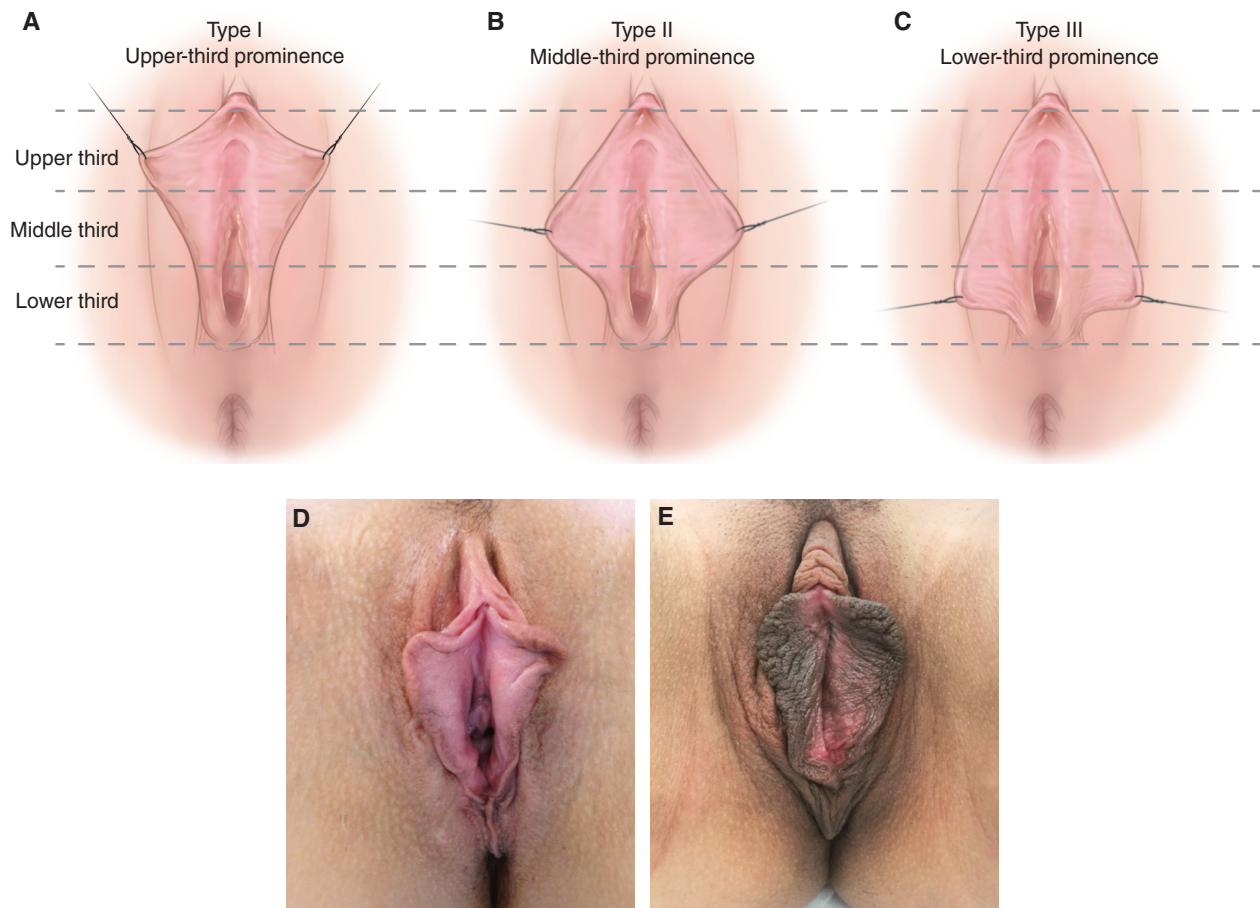 A
Type I
Upper-third prominence
B
Type II
Middle-third prominence
C
Type III
Lower-third prominence
Upper third
Middle third
Lower third
D
E